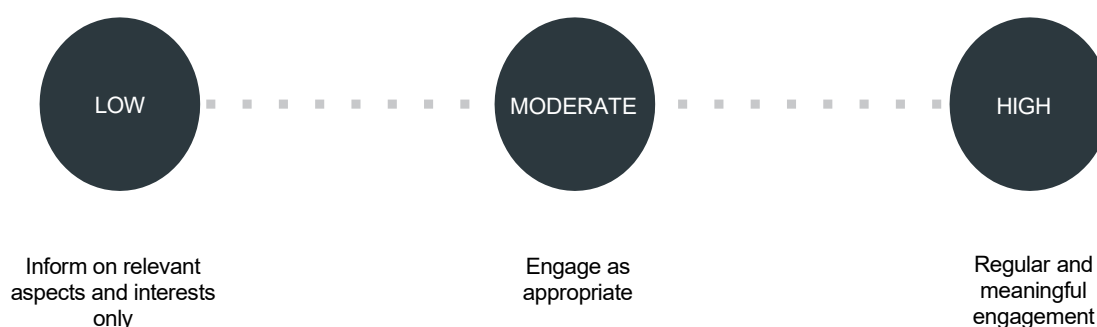 LOW
MODERATE
HIGH
Inform on relevant
aspects and interests
only
Engage as
appropriate
Regular and
meaningful
engagement